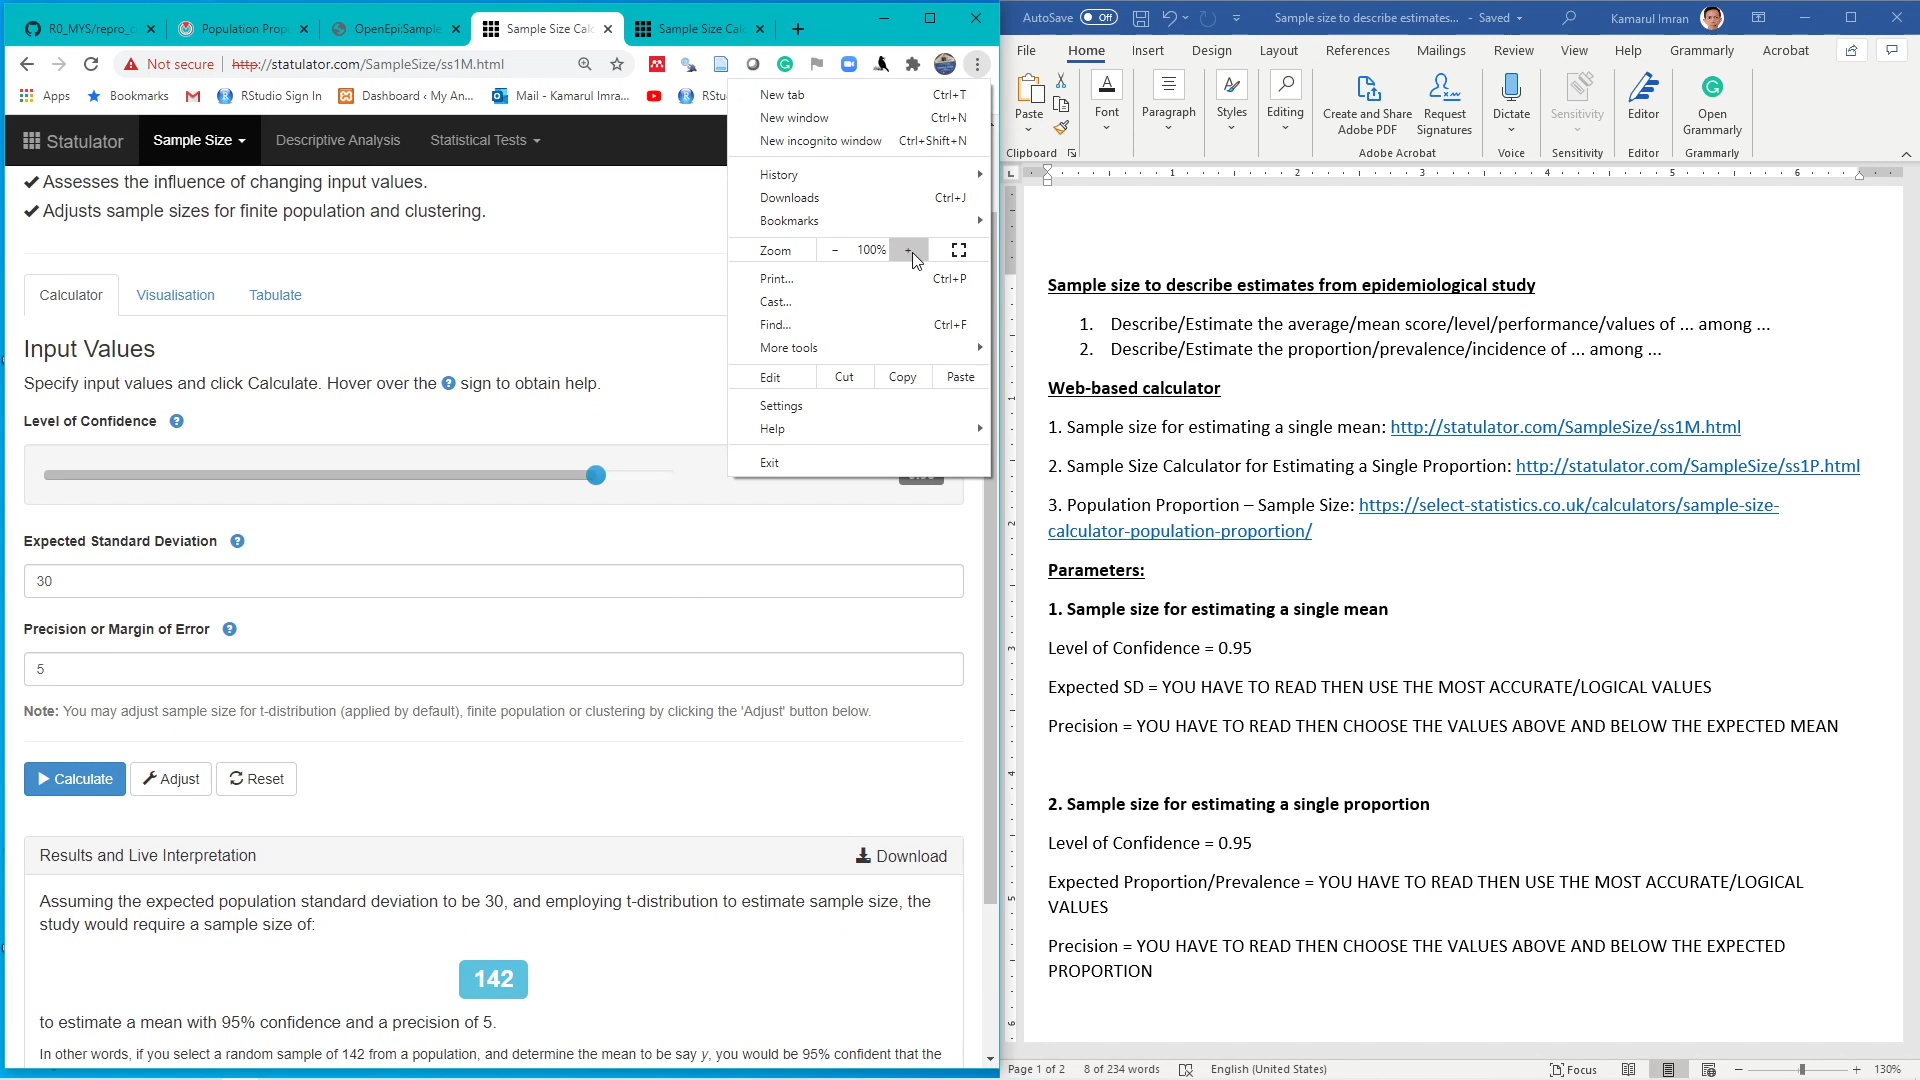 R0_MYS/repro_c
Population Prop
OpenEpi:Sample
Sample Size Calc
Sample Size Calc
Not secure
http://statulator.com/SampleSize/ss1M.html
Apps
Bookmarks
RStudio Sign In
Dashboard ‹ My An...
Mail - Kamarul Imra...
RStu
Statulator
Sample Size
Descriptive Analysis
Statistical Tests
Assesses the influence of changing input values.
Adjusts sample sizes for finite population and clustering.
Calculator
Visualisation
Tabulate
Input Values
Specify input values and click Calculate. Hover over the ? sign to obtain help.
Level of Confidence ?
Expected Standard Deviation ?
30
Precision or Margin of Error ?
5
Note: You may adjust sample size for t-distribution (applied by default), finite population or clustering by clicking the 'Adjust' button below.
Calculate
Adjust
Reset
Results and Live Interpretation
Download
Assuming the expected population standard deviation to be 30, and employing t-distribution to estimate sample size, the
study would require a sample size of:
142
to estimate a mean with 95% confidence and a precision of 5.
In other words, if you select a random sample of 142 from a population, and determine the mean to be say y, you would be 95% confident that the
New tab Ctrl+T
New window Ctrl+N
New incognito window Ctrl+Shift+N
History
Downloads Ctrl+J
Bookmarks
Zoom - 100% +
Print... Ctrl+P
Cast...
Find... Ctrl+F
More tools
Edit Cut Copy Paste
Settings
Help
Exit
AutoSave Off
Sample size to describe estimates... - Saved
Kamarul Imran
File Home Insert Design Layout References Mailings Review View Help Grammarly Acrobat
Paste
Font
Paragraph
Styles
Editing
Create and Share
Adobe PDF
Request
Signatures
Dictate
Sensitivity
Editor
Open
Grammarly
Clipboard
Adobe Acrobat
Voice
Sensitivity
Editor
Grammarly
1 2 3 4 5 6
Sample size to describe estimates from epidemiological study
1. Describe/Estimate the average/mean score/level/performance/values of ... among ...
2. Describe/Estimate the proportion/prevalence/incidence of ... among ...
Web-based calculator
1. Sample size for estimating a single mean: http://statulator.com/SampleSize/ss1M.html
2. Sample Size Calculator for Estimating a Single Proportion: http://statulator.com/SampleSize/ss1P.html
3. Population Proportion – Sample Size: https://select-statistics.co.uk/calculators/sample-size-
calculator-population-proportion/
Parameters:
1. Sample size for estimating a single mean
Level of Confidence = 0.95
Expected SD = YOU HAVE TO READ THEN USE THE MOST ACCURATE/LOGICAL VALUES
Precision = YOU HAVE TO READ THEN CHOOSE THE VALUES ABOVE AND BELOW THE EXPECTED MEAN
2. Sample size for estimating a single proportion
Level of Confidence = 0.95
Expected Proportion/Prevalence = YOU HAVE TO READ THEN USE THE MOST ACCURATE/LOGICAL
VALUES
Precision = YOU HAVE TO READ THEN CHOOSE THE VALUES ABOVE AND BELOW THE EXPECTED
PROPORTION
Page 1 of 2
8 of 234 words
English (United States)
Focus
130%